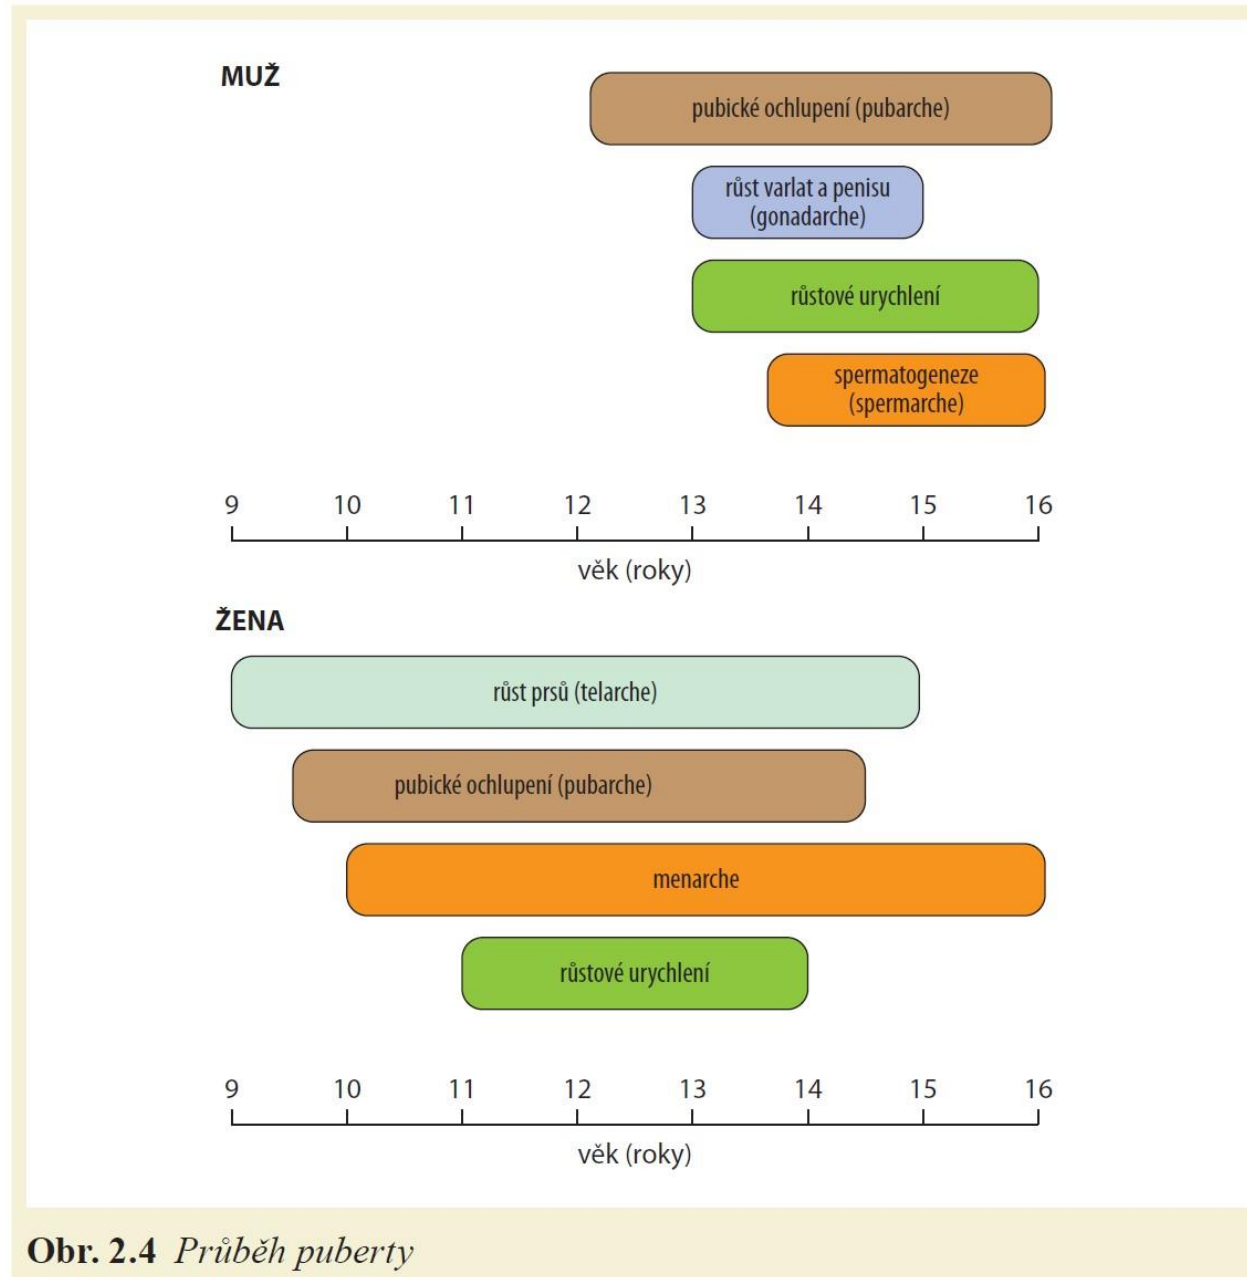 MUŽ
pubické ochlupení (pubarche)
růst varlat a penisu
(gonadarche)
růstové urychlení
spermatogeneze
(spermarche)
9 10 11 12 13 14 15 16
věk (roky)
ŽENA
růst prsů (telarche)
pubické ochlupení (pubarche)
menarche
růstové urychlení
9 10 11 12 13 14 15 16
věk (roky)
Obr. 2.4 Průběh puberty